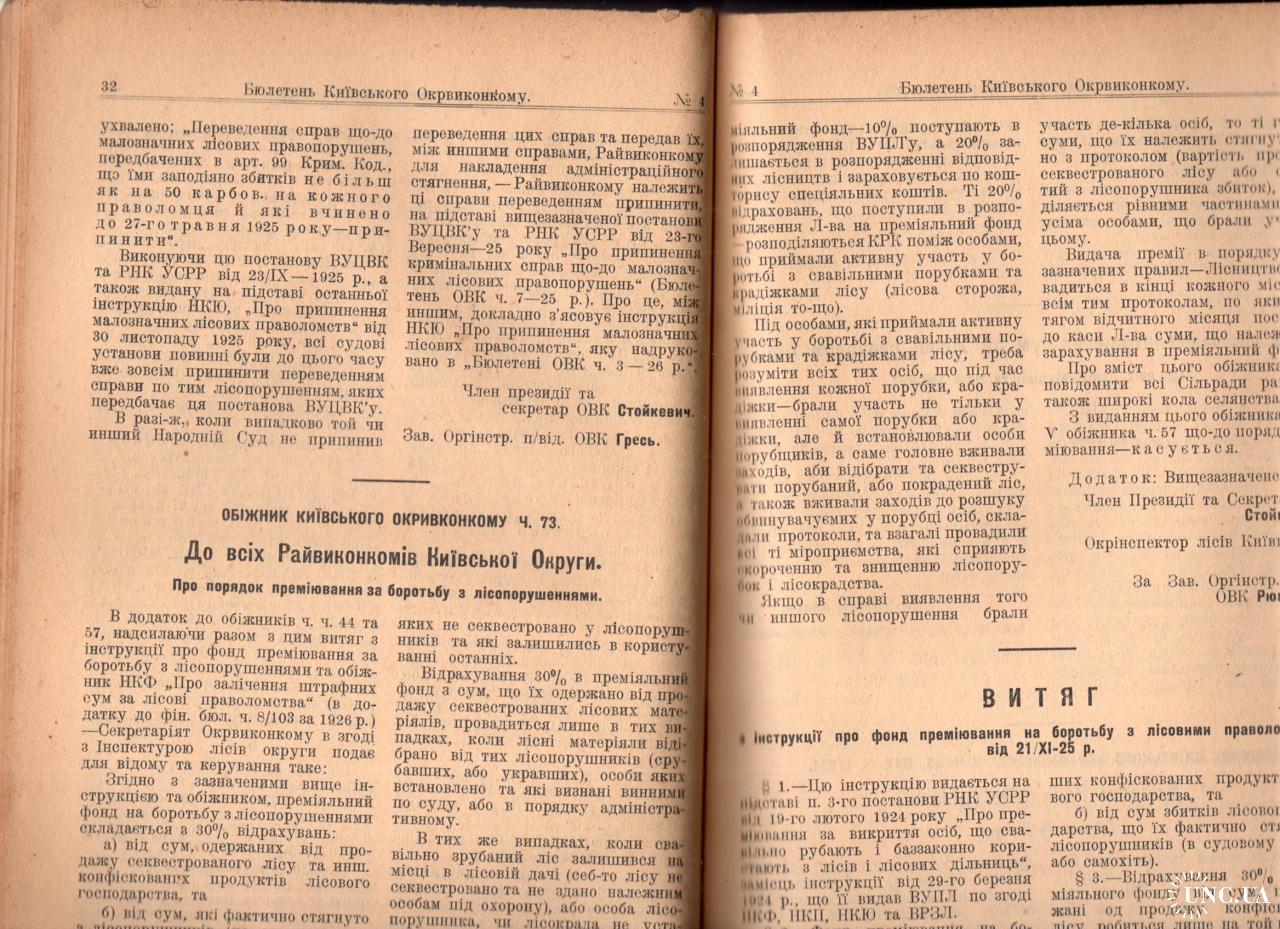 32
Бюлетень Київського Окрвиконкому.
№ 4
ухвалено; „Переведення справ що-до
малозначних лісових правопорушень,
передбачених в арт. 99 Крим. Код.,
що їми заподіяно збитків не більш
як на 50 карбов. на кожного
праволомця й які вчинено
до 27-го травня 1925 року—при-
пинити“.
Виконуючи цю постанову ВУЦВК
та РНК УСРР від 23/IX—1925 р., а
також видану на підставі останньої
інструкцію НКЮ, „Про припинення
малозначних лісових праволомств“ від
30 листопаду 1925 року, всі судові
установи повинні були до цього часу
вже зовсім припинити переведенням
справи по тим лісопорушенням, яких
передбачає ця постанова ВУЦВК'у.
В разі-ж, коли випадково той чи
инший Народній Суд не припинив
переведення цих справ та передав їх,
між иншими справами, Райвиконкому
для накладення адміністраційного
стягнення, — Райвиконкому належить
ці справи переведенням припинити,
на підставі вищезазначеної постанови
ВУЦВК'у та РНК УСРР від 23-го
Вересня—25 року „Про припинення
кримінальних справ що-до малознач-
них лісових правопорушень“ (Бюле-
тень ОВК ч. 7—25 р.). Про це, між
иншим, докладно з'ясовує інструкція
НКЮ „Про припинення малозначних
лісових праволомств“, яку надруко-
вано в „Бюлетені ОВК ч. 3—26 р.“.
Член президії та
секретар ОВК Стойкевич.
Зав. Оргінстр. п/від. ОВК Гресь.
ОБІЖНИК КИЇВСЬКОГО ОКРИВКОНКОМУ Ч. 73.
До всіх Райвиконкомів Київської Округи.
Про порядок преміювання за боротьбу з лісопорушеннями.
В додаток до обіжників ч. ч. 44 та
57, надсилаючи разом з цим витяг з
інструкції про фонд преміювання за
боротьбу з лісопорушеннями та обіж-
ник НКФ „Про залічення штрафних
сум за лісові праволомства“ (в до-
датку до фін. бюл. ч. 8/103 за 1926 р.)
—Секретаріят Окрвиконкому в згоді
з Інспектурою лісів округи подає
для відому та керування таке:
Згідно з зазначеними вище ін-
струкцією та обіжником, преміяльний
фонд на боротьбу з лісопорушеннями
складається з 30% відрахувань:
а) від сум, одержаних від про-
дажу секвестрованого лісу та инш.
конфіскованих продуктів лісового
господарства, та
б) від сум, які фактично стягнуто
яких не секвестровано у лісопоруш-
ників та які залишились в користу-
ванні останніх.
Відрахування 30% в преміяльний
фонд з сум, що їх одержано від про-
дажу секвестрованих лісових мате-
ріялів, провадиться лише в тих ви-
падках, коли лісні матеріяли віді-
брано від тих лісопорушників (сру-
бавших, або укравших), особи яких
встановлено та які визнані винними
по суду, або в порядку адміністра-
тивному.
В тих же випадках, коли сва-
вільно зрубаний ліс залишився на
місці в лісовій дачі (себ-то лісу не
секвестровано та не здано належним
особам під охорону), або особа лісо-
порушника, чи лісокрала не уста-
№ 4
Бюлетень Київського Окрвиконкому.
міяльний фонд—10% поступають в
розпорядження ВУПЛ'у, а 20% за-
лишається в розпорядженні відповід-
них лісництв і зараховується по кош-
торису спеціяльних коштів. Ті 20%
відраховань, що поступили в розпо-
рядження Л-ва на преміяльний фонд
розподіляються КРК поміж особами,
що приймали активну участь у бо-
ротьбі з свавільними порубками та
крадіжками лісу (лісова сторожа,
міліція то-що).
Під особами, які приймали активну
участь у боротьбі з свавільними по-
рубками та крадіжками лісу, треба
розуміти всіх тих осіб, що під час
виявлення кожної порубки, або кра-
діжки—брали участь не тільки у
виявленні самої порубки або кра-
діжки, але й встановлювали особи
порубщиків, а саме головне вживали
заходів, аби відібрати та секвестру-
вати порубаний, або покрадений ліс,
а також вживали заходів до розшуку
обвинувачуємих у порубці осіб, скла-
дали протоколи, та взагалі провадили
всі ті міроприємства, які сприяють
скороченню та знищенню лісопору-
бок і лісокрадства.
Якщо в справі виявлення того
чи иншого лісопорушення брали
участь де-кілька осіб, то ті
суми, що їх належить стягну
но з протоколом (вартість
секвестрованого лісу або
тий з лісопорушника збиток),
діляється рівними частинами
усіма особами, що брали
цьому.
Видача премії в порядку
зазначених правил—Лісництв
вадиться в кінці кожного міс
всім тим протоколам, по яки
тягом відчитного місяця пос
до каси Л-ва суми, що належ
зарахування в преміяльний ф
Про зміст цього обіжника
повідомити всі Сільради ра
також широкі кола селянства.
З виданням цього обіжника
V обіжника ч. 57 що-до поряд
міювання—касується.
Додаток: Вищезазначене
Член Президії та Секрет
Стой
Окрінспектор лісів Київ
За Зав. Оргінстр.
ОВК Рю
ВИТЯГ
Інструкції про фонд преміювання на боротьбу з лісовими праволо
від 21/XI-25 р.
§ 1.—Цю інструкцію видається на
підставі п. 3-го постанови РНК УСРР
від 19-го лютого 1924 року „Про пре-
міювання за викриття осіб, що сва-
вільно рубають і баззаконно кори-
стають з лісів і лісових дільниць“,
замісць інструкції від 29-го березня
1924 р., що її видав ВУПЛ по згоді
НКФ, НКП, НКЮ та ВРЗЛ.
ших конфіскованих продукт
вого господарства, та
б) від сум збитків лісової
дарства, що їх фактично стя
лісопорушників (в судовому
або самохіть).
§ 3.—Відрахування 30%
міяльного фонду від сум,
жані од продажу конфіс
лісу, робиться лише на той
UNC.UA